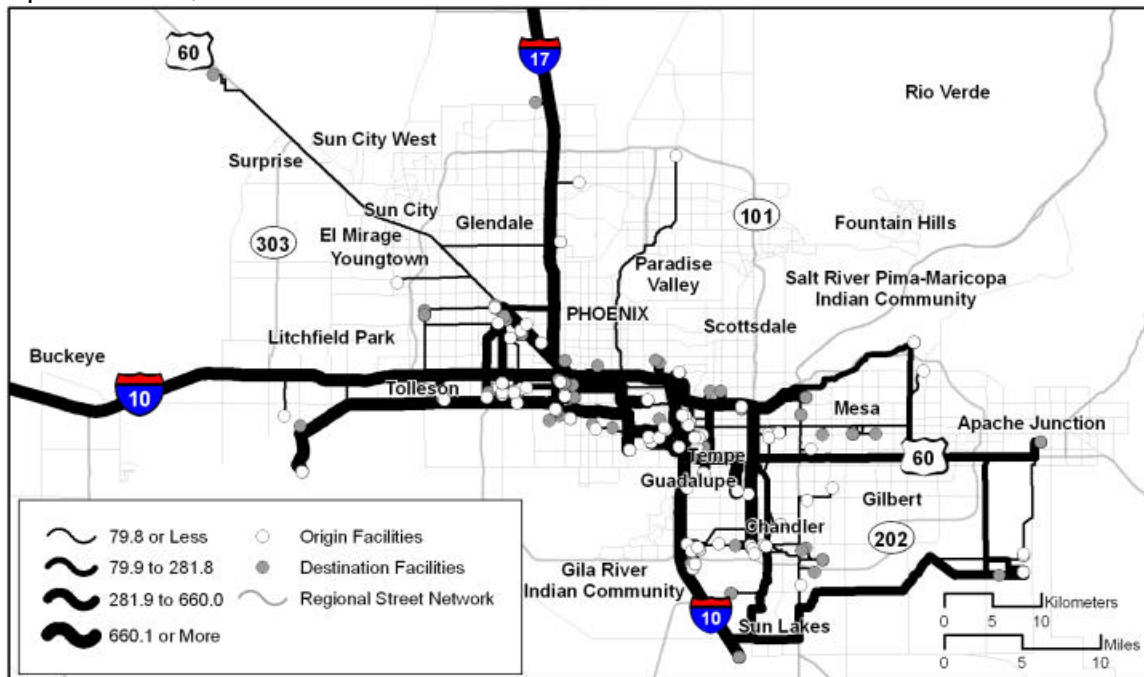 60
17
Rio Verde
Sun City West
Surprise
Sun City
Glendale
101
Fountain Hills
303
El Mirage
Youngtown
Paradise
Valley
Salt River Pima-Maricopa
Indian Community
PHOENIX
Scottsdale
Litchfield Park
Buckeye
10
Tolleson
Mesa
Apache Junction
60
Tempe
Guadalupe
Gilbert
Chandler
202
Gila River
Indian Community
10
Sun Lakes
79.8 or Less
79.9 to 281.8
281.9 to 660.0
660.1 or More
Origin Facilities
Destination Facilities
Regional Street Network
Kilometers
0 5 10
Miles
0 5 10